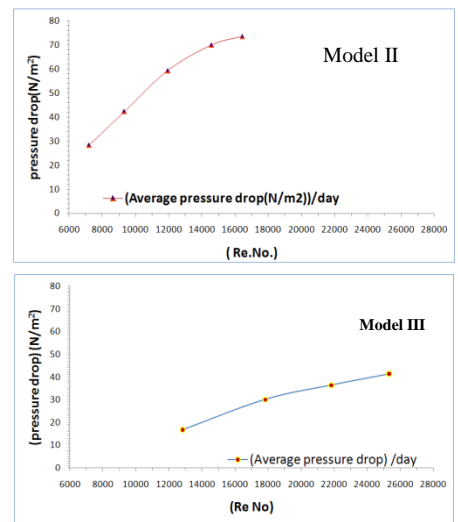 Model II
80
70
60
50
40
30
20
10
0
pressure drop(N/m²)
(Average pressure drop(N/m2))/day
6000 8000 10000 12000 14000 16000 18000 20000 22000 24000 26000 28000
( Re.No.)
Model III
80
70
60
50
40
30
20
10
0
(pressure drop) (N/m²)
(Average pressure drop) /day
6000 8000 10000 12000 14000 16000 18000 20000 22000 24000 26000 28000
(Re No)